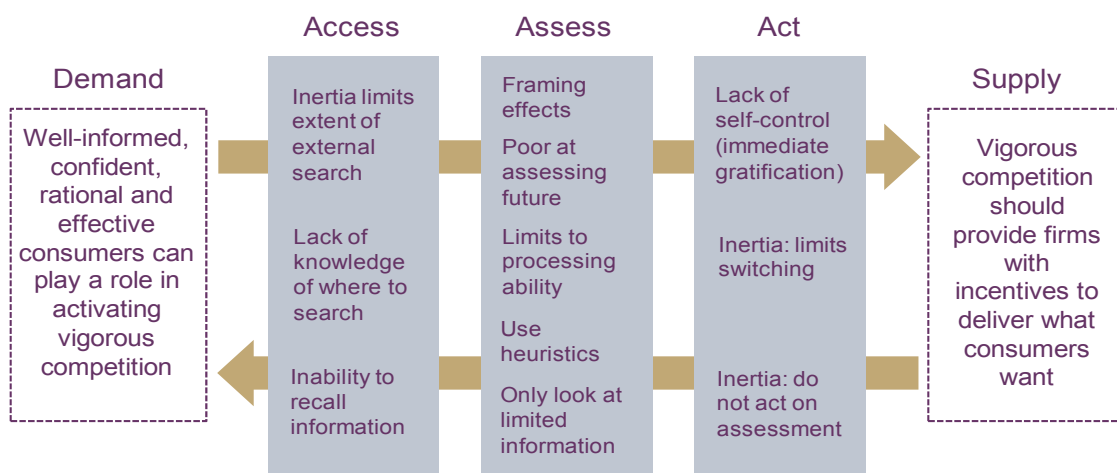 Demand
Well-informed,
confident,
rational and
effective
consumers can
play a role in
activating
vigorous
competition
Access
Inertia limits
extent of
external
search
Lack of
knowledge
of where to
search
Inability to
recall
information
Assess
Framing
effects
Poor at
assessing
future
Limits to
processing
ability
Use
heuristics
Only look at
limited
information
Act
Lack of
self-control
(immediate
gratification)
Inertia: limits
switching
Inertia: do
not act on
assessment
Supply
Vigorous
competition
should
provide firms
with
incentives to
deliver what
consumers
want